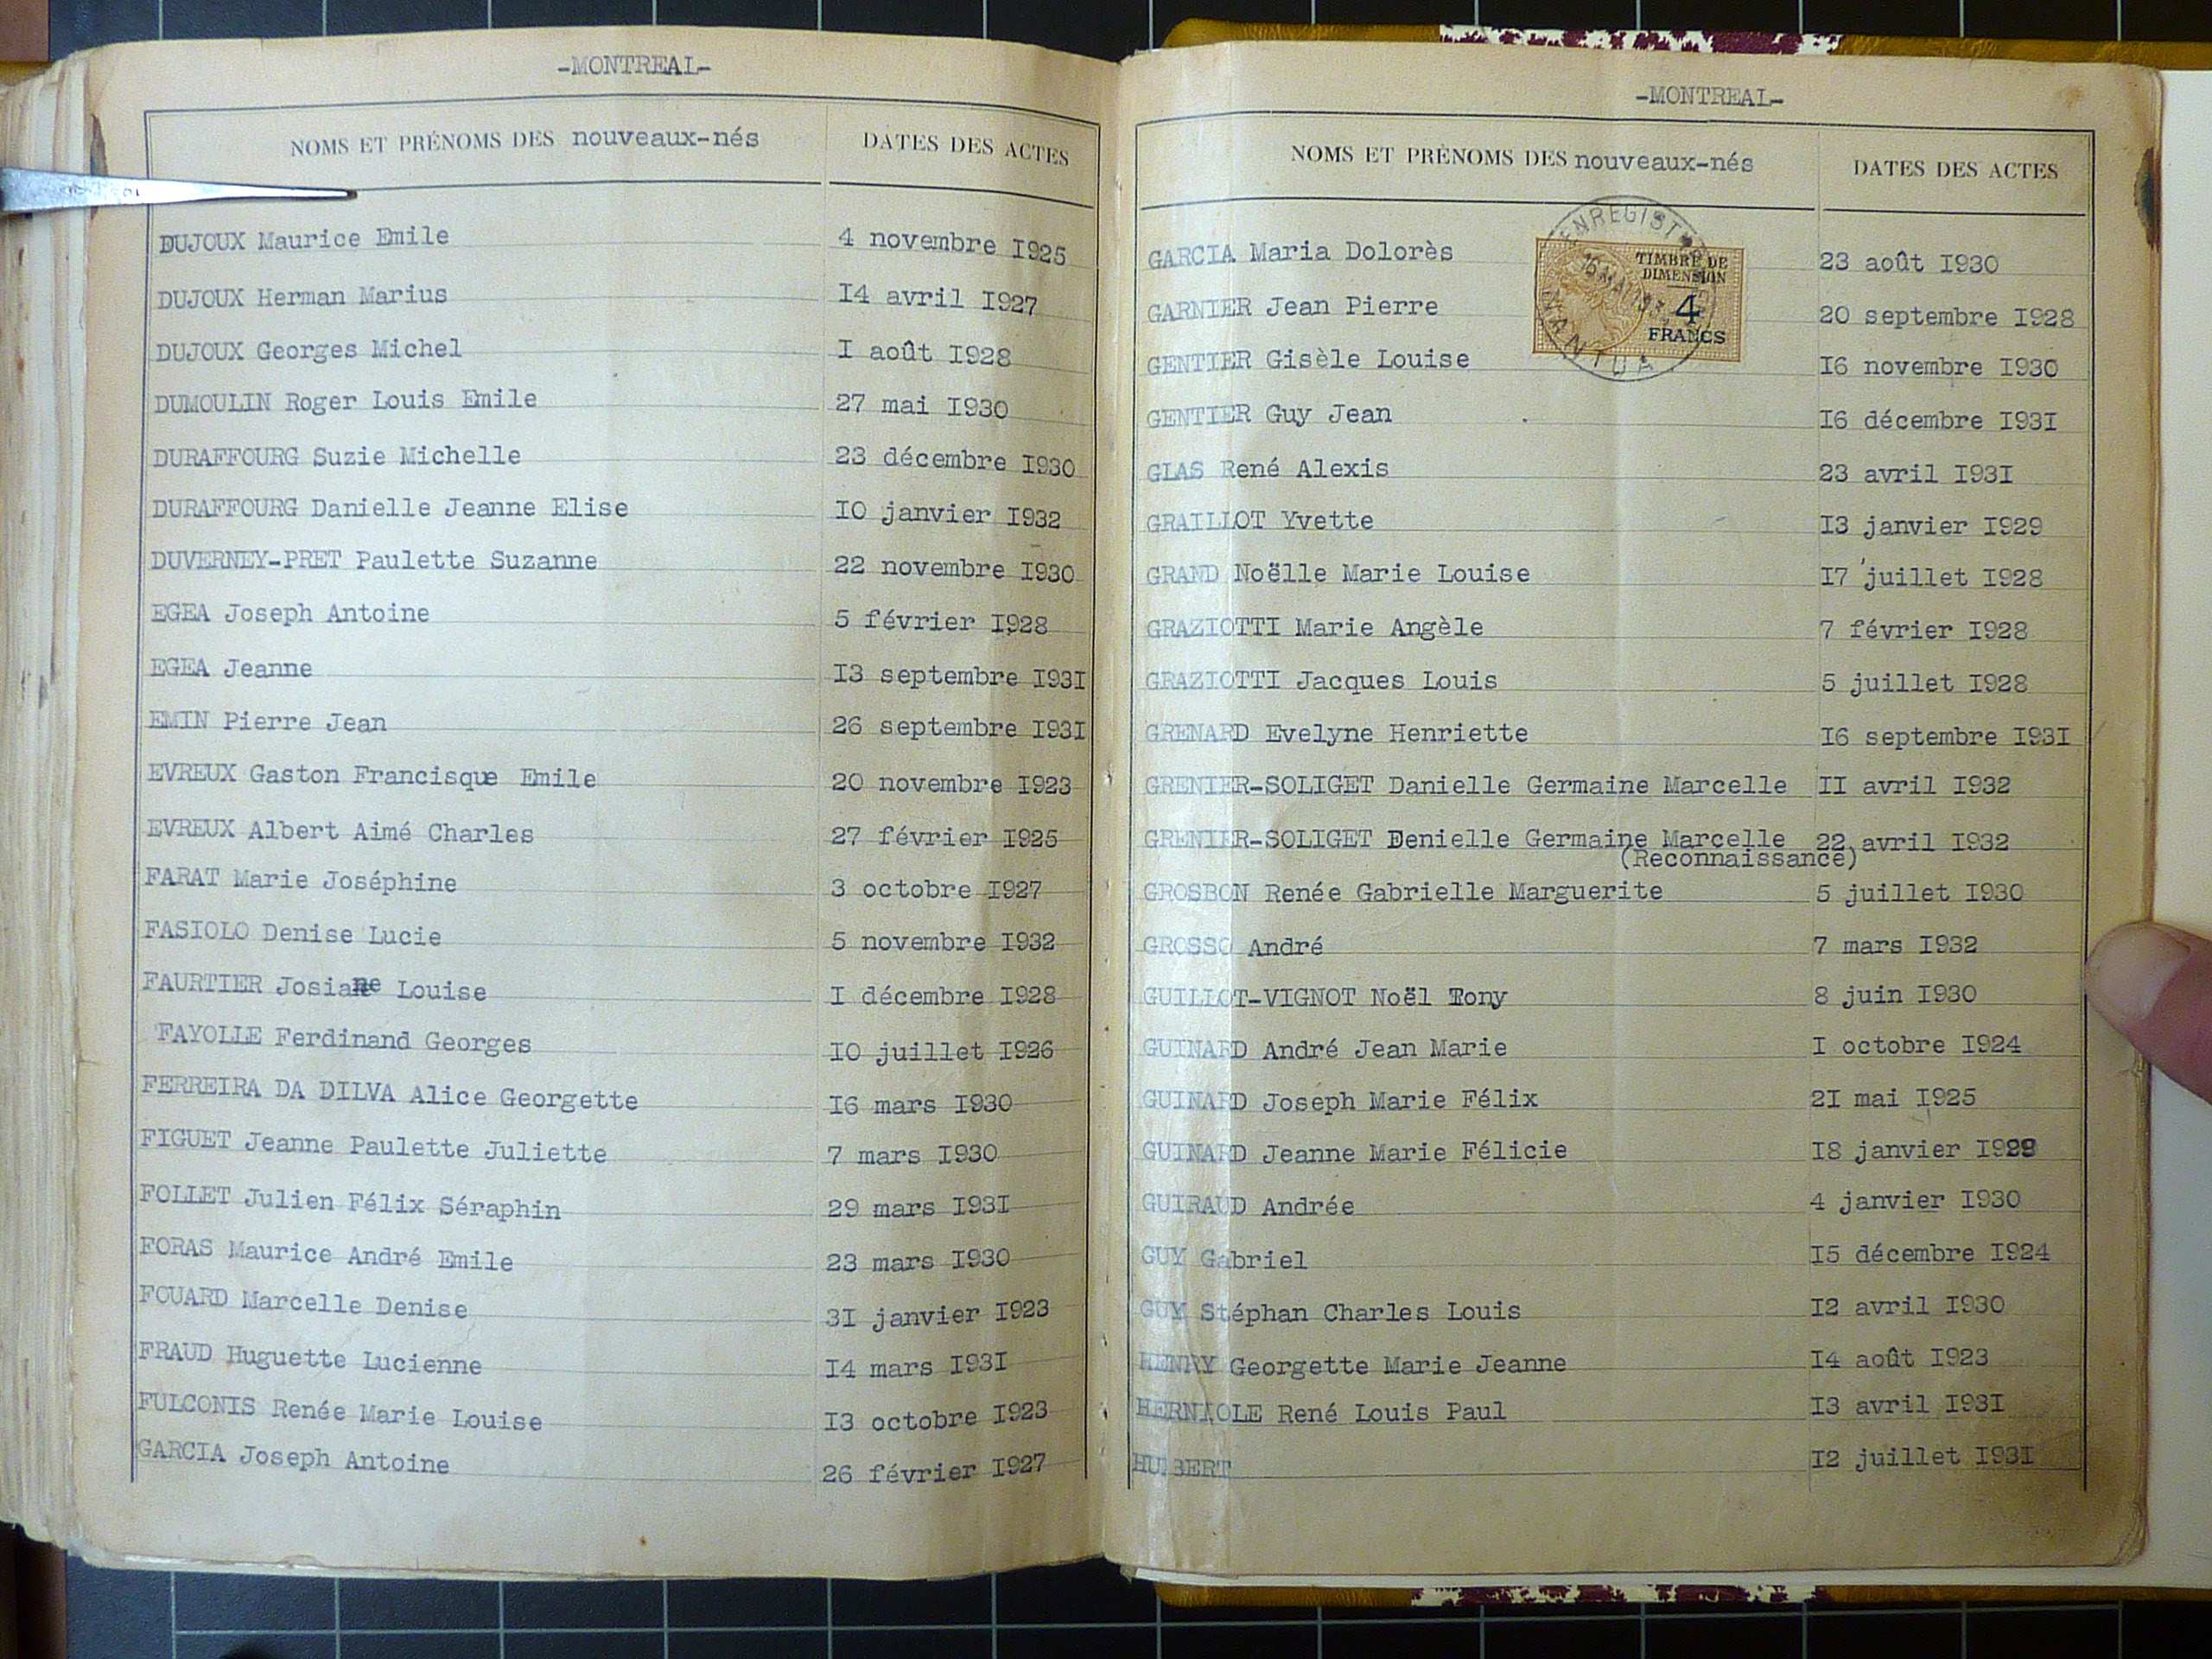 -MONTREAL-
NOMS ET PRÉNOMS DES nouveaux-nés DATES DES ACTES
DUJOUX Maurice Emile 4 novembre I925
DUJOUX Herman Marius I4 avril I927
DUJOUX Georges Michel I août I928
DUMOULIN Roger Louis Emile 27 mai I930
DURAFFOURG Suzie Michelle 23 décembre I930
DURAFFOURG Danielle Jeanne Elise I0 janvier I932
DUVERNEY-PRET Paulette Suzanne 22 novembre I930
EGEA Joseph Antoine 5 février I928
EGEA Jeanne I3 septembre I93I
EMIN Pierre Jean 26 septembre I93I
EVREUX Gaston Francisque Emile 20 novembre I923
EVREUX Albert Aimé Charles 27 février I925
FARAT Marie Joséphine 3 octobre I927
FASIOLO Denise Lucie 5 novembre I932
FAURTIER Josiane Louise I décembre I928
FAYOLLE Ferdinand Georges I0 juillet I926
FERREIRA DA DILVA Alice Georgette I6 mars I930
FIGUET Jeanne Paulette Juliette 7 mars I930
FOLLET Julien Félix Séraphin 29 mars I93I
FORAS Maurice André Emile 23 mars I930
FOUARD Marcelle Denise 3I janvier I923
FRAUD Huguette Lucienne I4 mars I93I
FULCONIS Renée Marie Louise I3 octobre I923
GARCIA Joseph Antoine 26 février I927
-MONTREAL-
NOMS ET PRÉNOMS DES nouveaux-nés DATES DES ACTES
TIMBRE DE
DIMENSION
4
FRANCS
MANTUA
GARCIA Maria Dolorès 23 août I930
GARNIER Jean Pierre 20 septembre I928
GENTIER Gisèle Louise I6 novembre I930
GENTIER Guy Jean I6 décembre I93I
GLAS René Alexis 23 avril I93I
GRAILLOT Yvette I3 janvier I929
GRAND Noëlle Marie Louise I7 juillet I928
GRAZIOTTI Marie Angèle 7 février I928
GRAZIOTTI Jacques Louis 5 juillet I928
GRENARD Evelyne Henriette I6 septembre I93I
GRENIER-SOLIGET Danielle Germaine Marcelle II avril I932
GRENIER-SOLIGET Denielle Germaine Marcelle 22 avril I932
(Reconnaissance)
GROSBON Renée Gabrielle Marguerite 5 juillet I930
GROSSO André 7 mars I932
GUILLOT-VIGNOT Noël Tony 8 juin I930
GUINARD André Jean Marie I octobre I924
GUINARD Joseph Marie Félix 2I mai I925
GUINARD Jeanne Marie Félicie I8 janvier
GUIRAUD Andrée 4 janvier I930
GUY Gabriel I5 décembre I924
GUY Stéphan Charles Louis I2 avril I930
HENRY Georgette Marie Jeanne I4 août I923
René Louis Paul I3 avril I93I
I2 juillet I93I